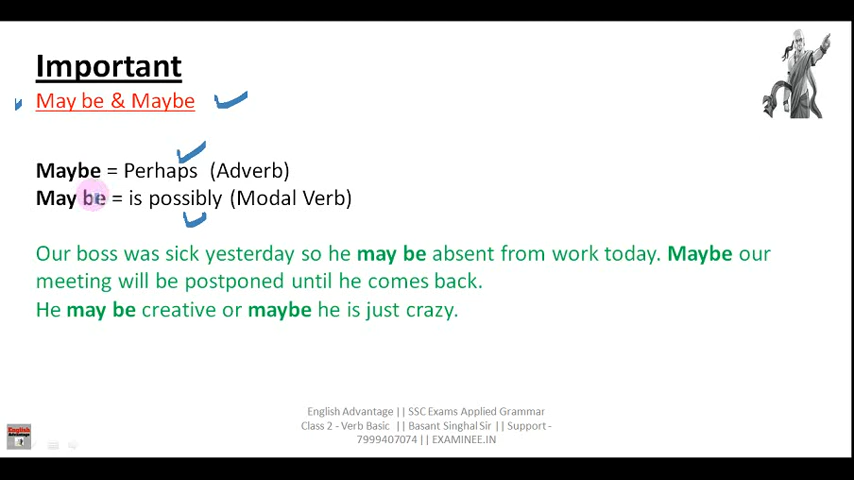 Important
May be & Maybe
Maybe = Perhaps (Adverb)
May be = is possibly (Modal Verb)
Our boss was sick yesterday so he may be absent from work today. Maybe our
meeting will be postponed until he comes back.
He may be creative or maybe he is just crazy.
English Advantage || SSC Exams Applied Grammar
Class 2 - Verb Basic || Basant Singhal Sir || Support -
7999407074 || EXAMINEE.IN
English
Advantage